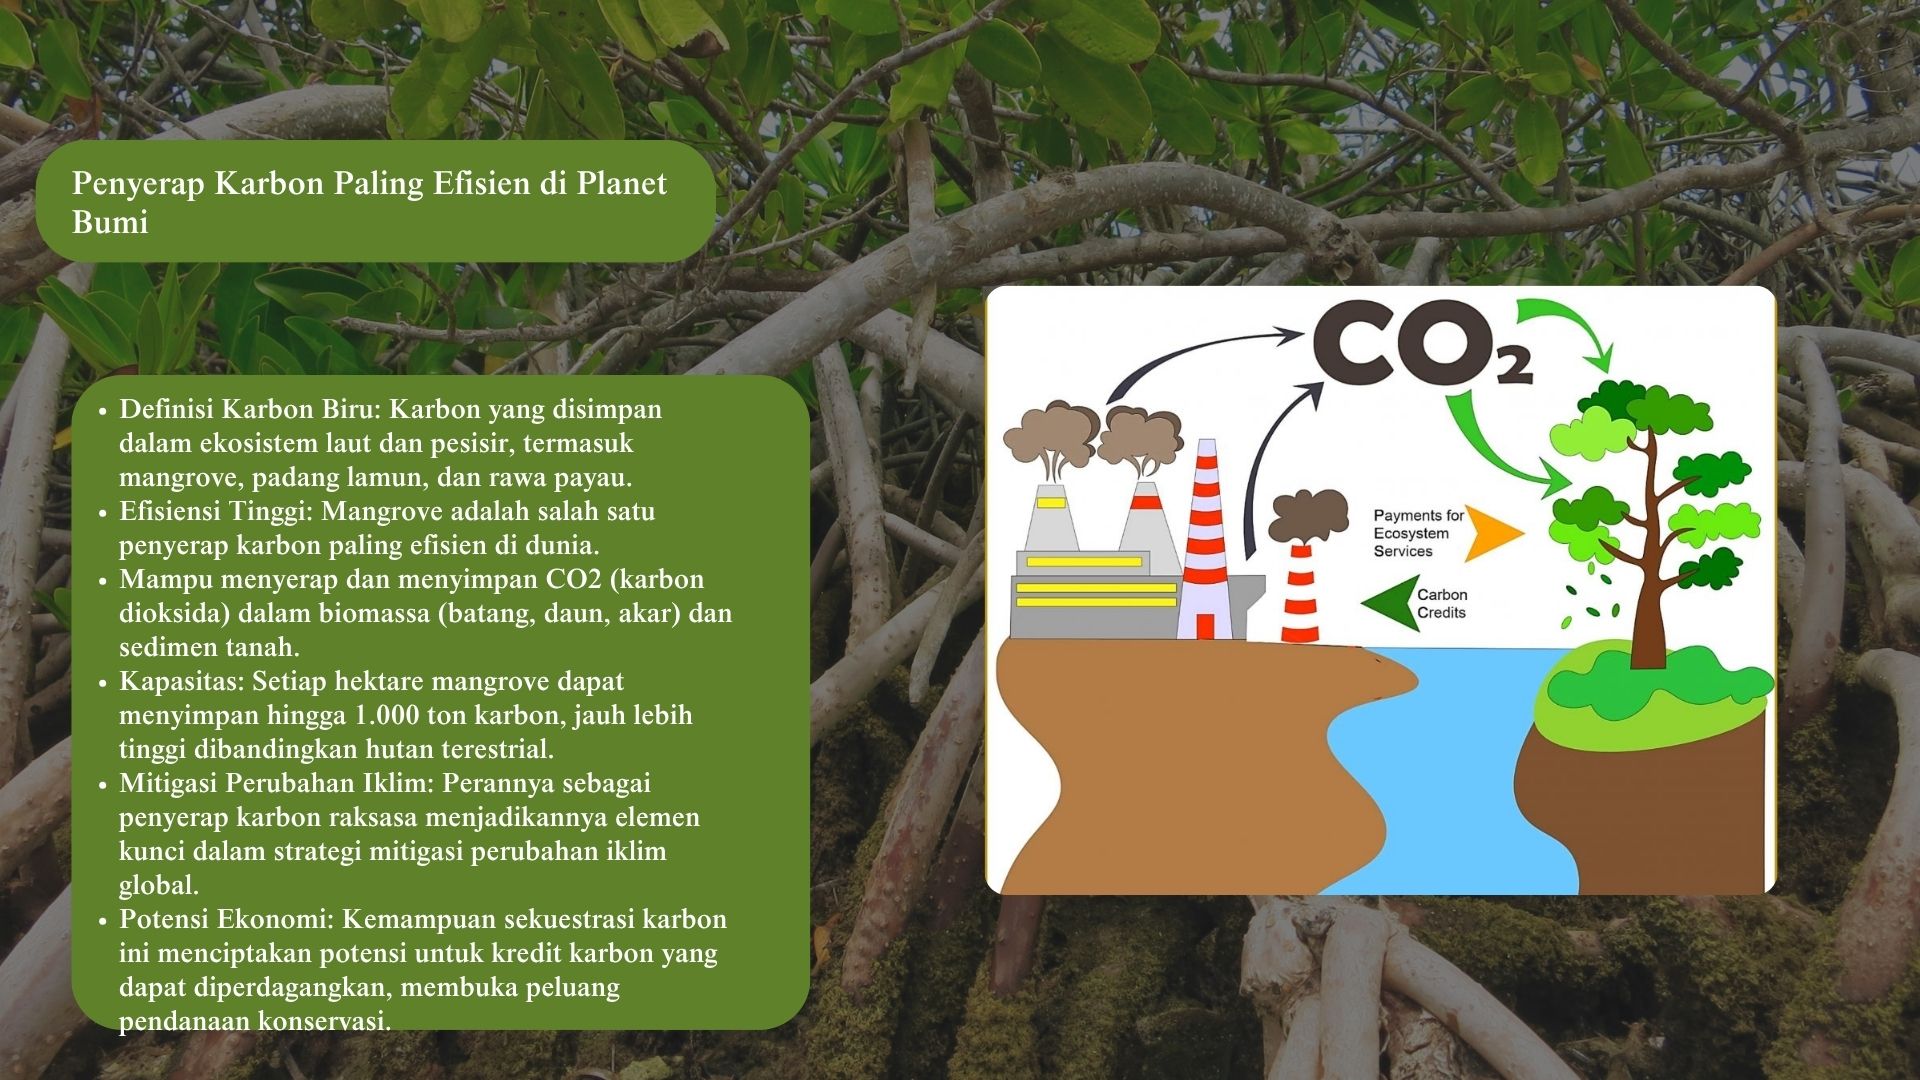 Penyerap Karbon Paling Efisien di Planet
Bumi
• Definisi Karbon Biru: Karbon yang disimpan
dalam ekosistem laut dan pesisir, termasuk
mangrove, padang lamun, dan rawa payau.
• Efisiensi Tinggi: Mangrove adalah salah satu
penyerap karbon paling efisien di dunia.
• Mampu menyerap dan menyimpan CO2 (karbon
dioksida) dalam biomassa (batang, daun, akar) dan
sedimen tanah.
• Kapasitas: Setiap hektare mangrove dapat
menyimpan hingga 1.000 ton karbon, jauh lebih
tinggi dibandingkan hutan terestrial.
• Mitigasi Perubahan Iklim: Perannya sebagai
penyerap karbon raksasa menjadikannya elemen
kunci dalam strategi mitigasi perubahan iklim
global.
• Potensi Ekonomi: Kemampuan sekuestrasi karbon
ini menciptakan potensi untuk kredit karbon yang
dapat diperdagangkan, membuka peluang
pendanaan konservasi.
CO₂
Payments for
Ecosystem
Services
Carbon
Credits